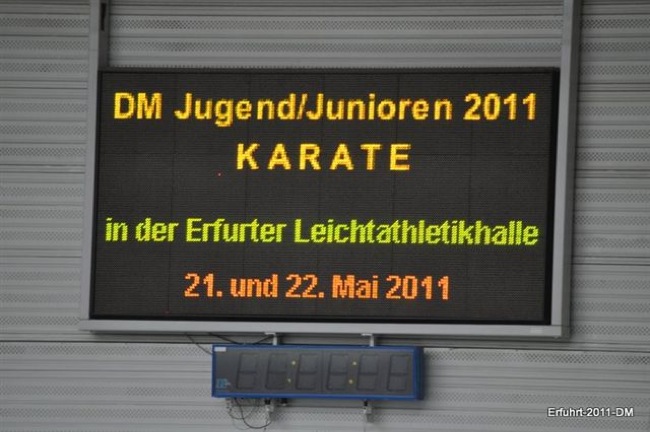 DM Jugend/Junioren 2011
KARATE
in der Erfurter Leichtathletikhalle
21. und 22. Mai 2011
Erfuhrt-2011-DM